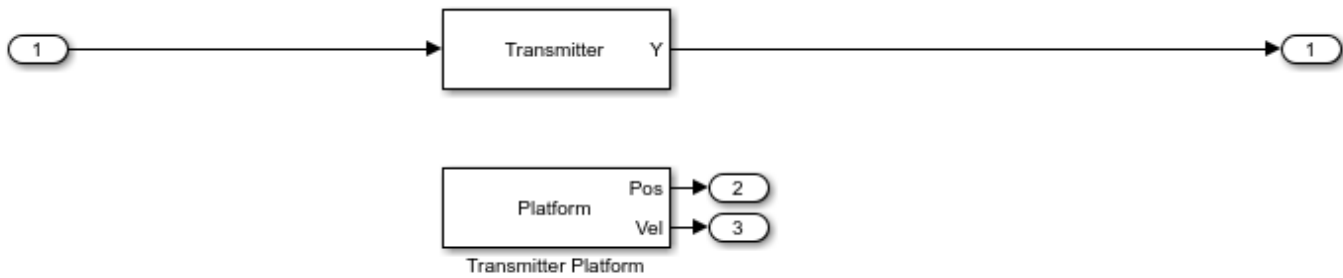 1
Transmitter Y
1
Pos
2
Platform
Vel
3
Transmitter Platform